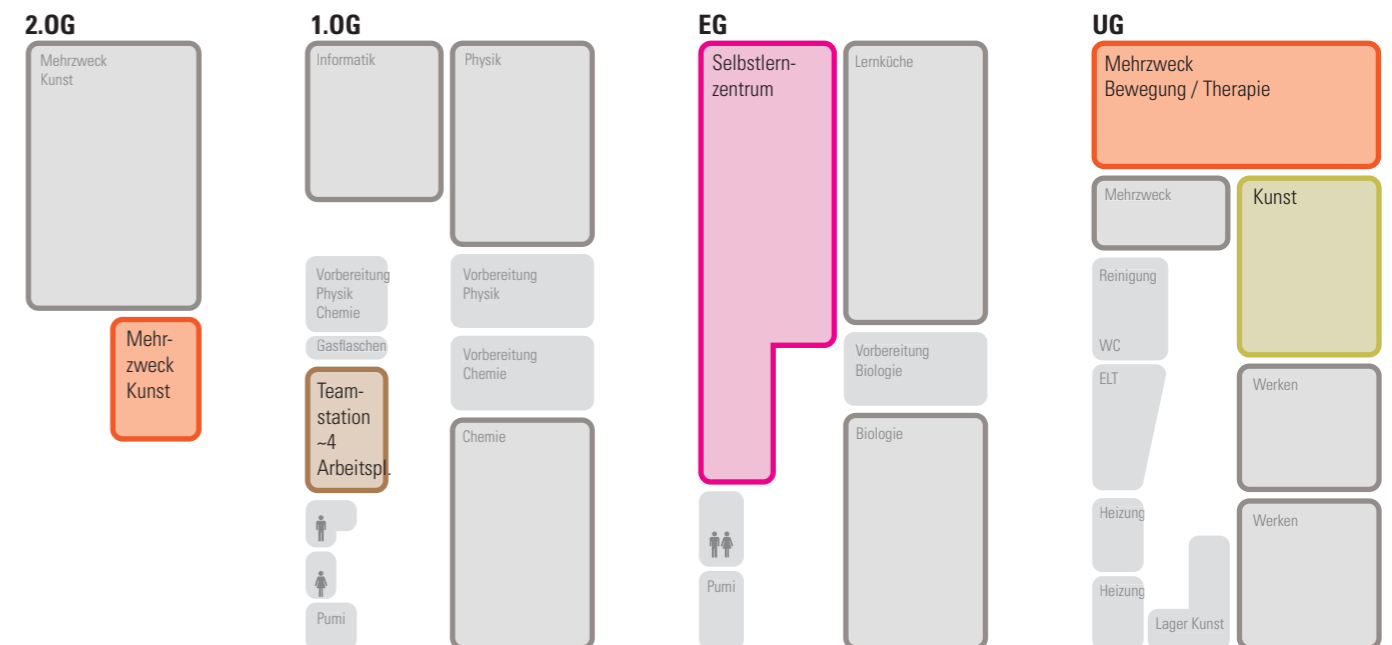 2.OG
Mehrzweck
Kunst
Mehr-
zweck
Kunst
1.OG
Informatik
Physik
Vorbereitung
Physik
Chemie
Gasflaschen
Vorbereitung
Physik
Vorbereitung
Chemie
Team-
station
~4
Arbeitspl.
Chemie
Pumi
EG
Selbstlern-
zentrum
Lernküche
Vorbereitung
Biologie
Biologie
Pumi
UG
Mehrzweck
Bewegung / Therapie
Mehrzweck
Kunst
Reinigung
WC
ELT
Werken
Heizung
Werken
Heizung
Lager Kunst